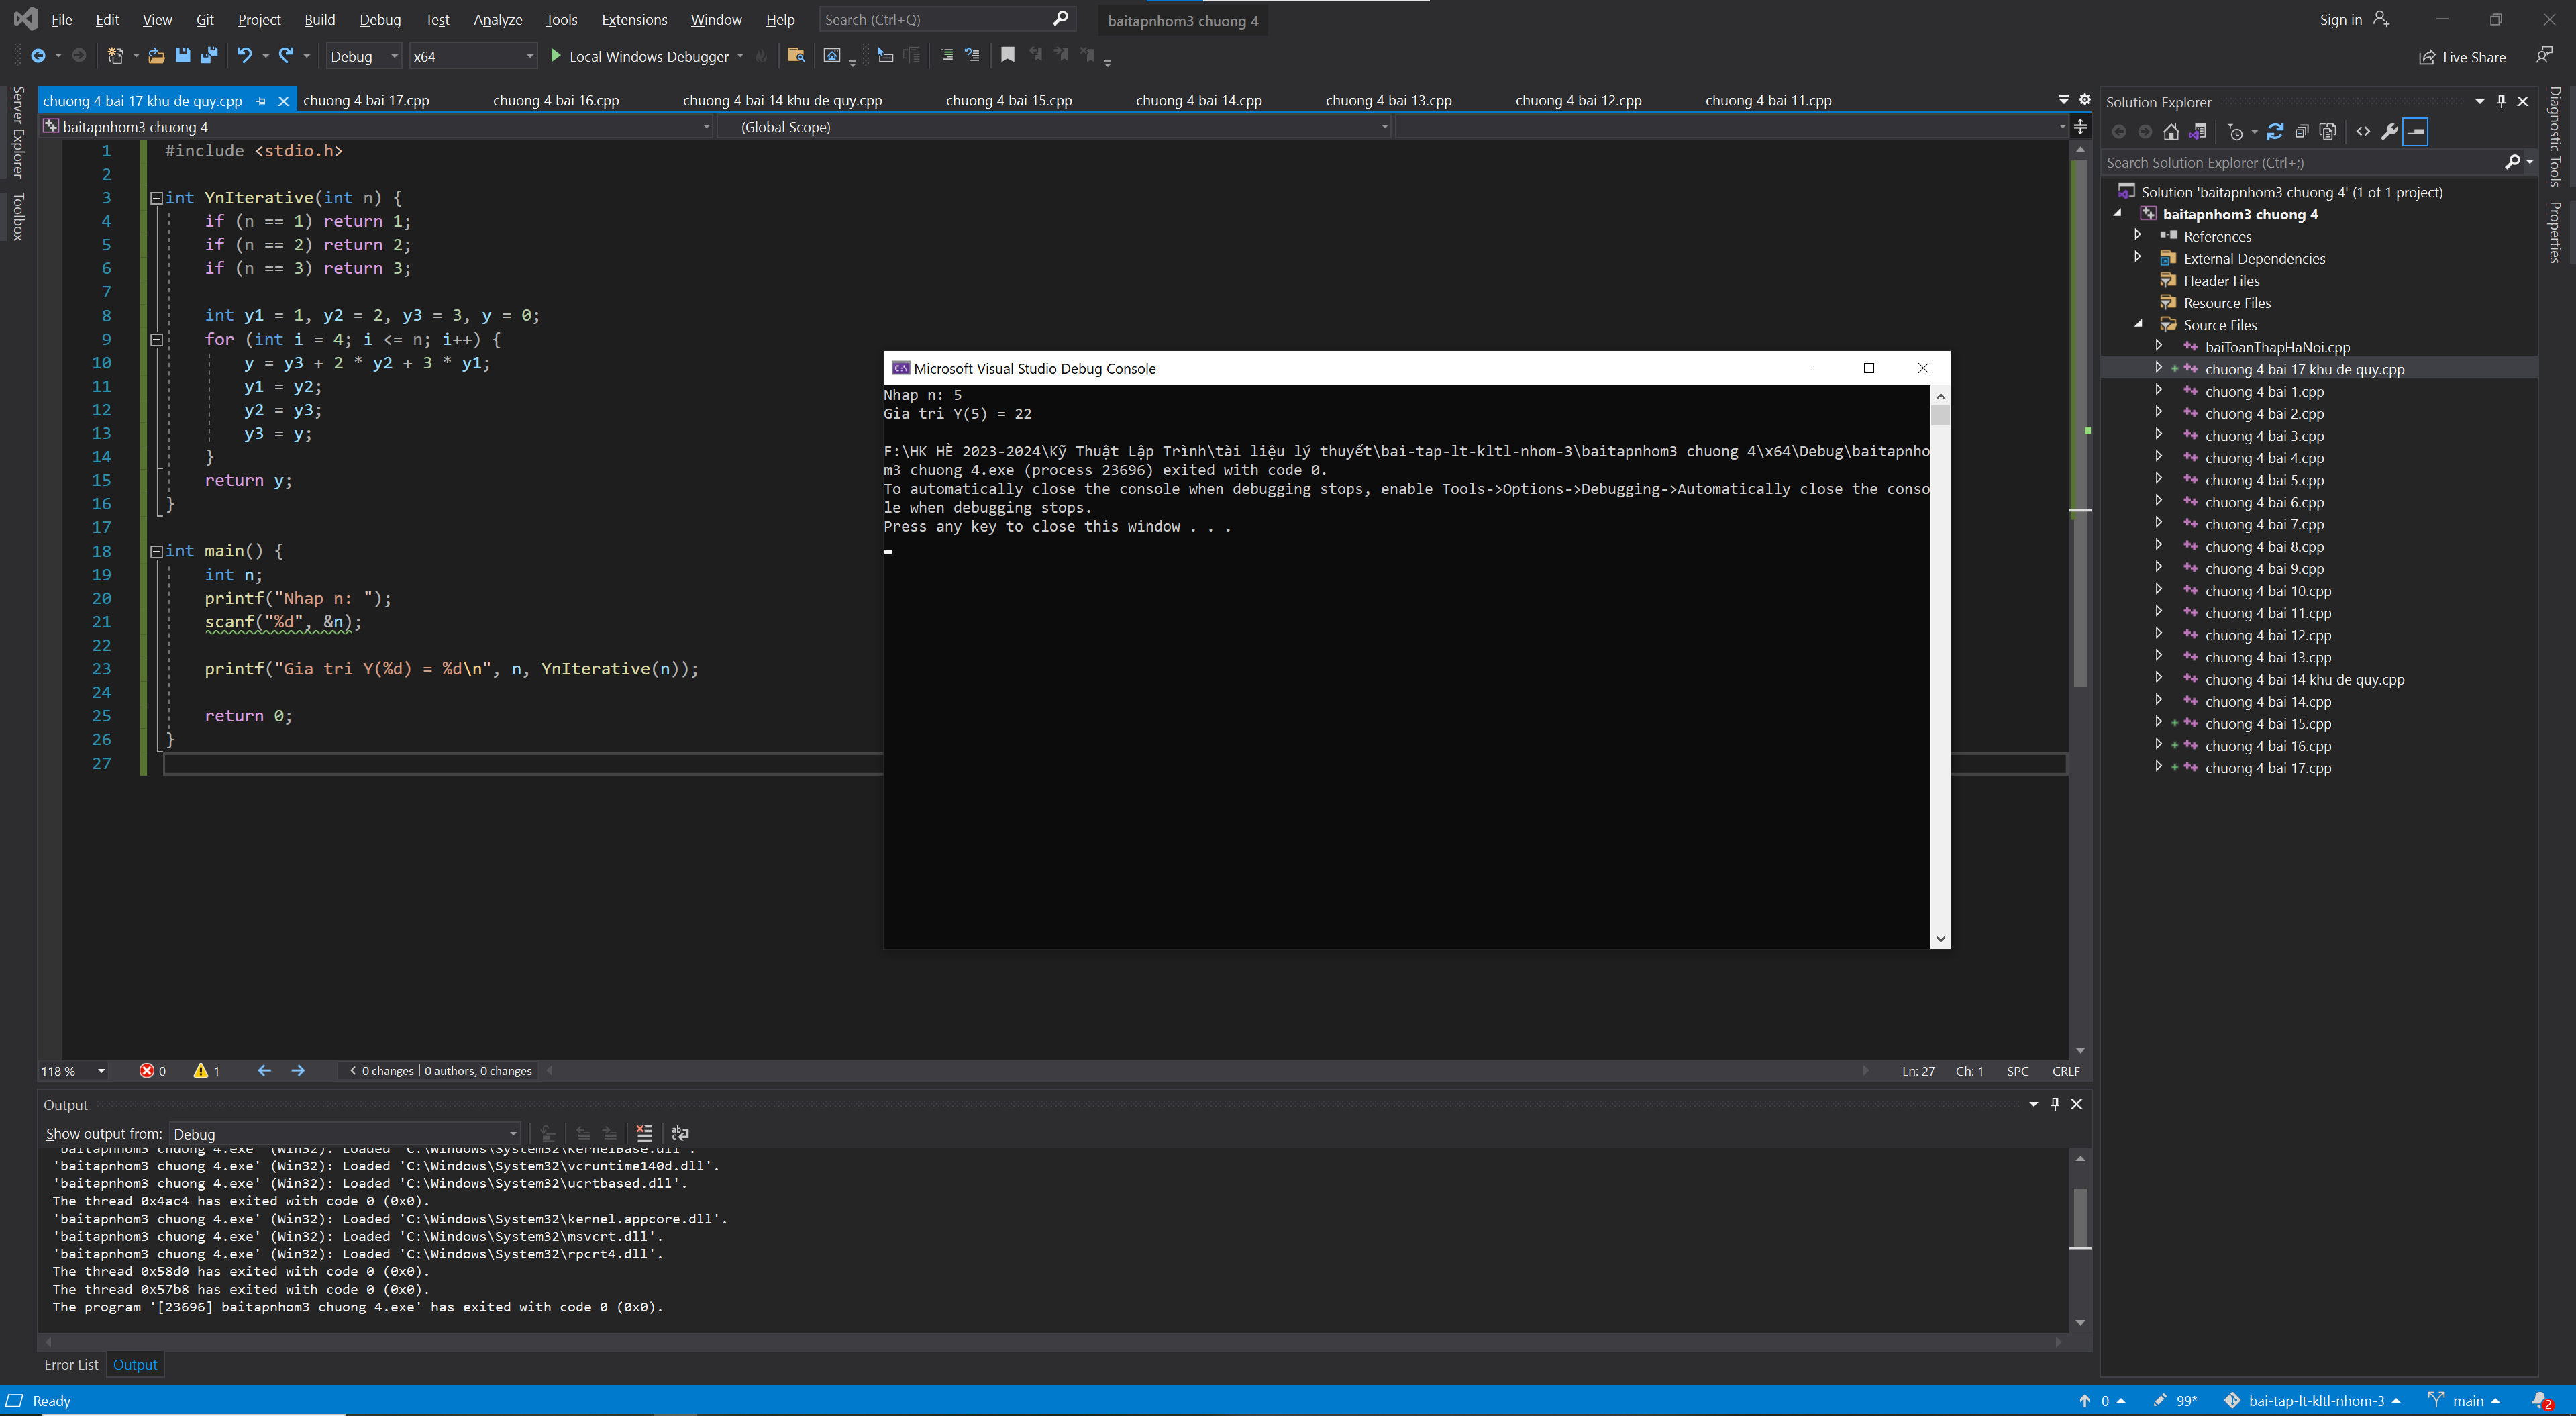 File Edit View Git Project Build Debug Test Analyze Tools Extensions Window Help Search (Ctrl+Q) baitapnhom3 chuong 4 Sign in
Debug x64 Local Windows Debugger Live Share
Server Explorer
Toolbox
chuong 4 bai 17 khu de quy.cpp chuong 4 bai 17.cpp chuong 4 bai 16.cpp chuong 4 bai 14 khu de quy.cpp chuong 4 bai 15.cpp chuong 4 bai 14.cpp chuong 4 bai 13.cpp chuong 4 bai 12.cpp chuong 4 bai 11.cpp
baitapnhom3 chuong 4 (Global Scope)
1 #include <stdio.h>
2
3 int YnIterative(int n) {
4 if (n == 1) return 1;
5 if (n == 2) return 2;
6 if (n == 3) return 3;
7
8 int y1 = 1, y2 = 2, y3 = 3, y = 0;
9 for (int i = 4; i <= n; i++) {
10 y = y3 + 2 * y2 + 3 * y1;
11 y1 = y2;
12 y2 = y3;
13 y3 = y;
14 }
15 return y;
16 }
17
18 int main() {
19 int n;
20 printf("Nhap n: ");
21 scanf("%d", &n);
22
23 printf("Gia tri Y(%d) = %d\n", n, YnIterative(n));
24
25 return 0;
26 }
27
Microsoft Visual Studio Debug Console
Nhap n: 5
Gia tri Y(5) = 22
F:\HK HÈ 2023-2024\Kỹ Thuật Lập Trình\tài liệu lý thuyết\bai-tap-lt-kltl-nhom-3\baitapnhom3 chuong 4\x64\Debug\baitapnho
m3 chuong 4.exe (process 23696) exited with code 0.
To automatically close the console when debugging stops, enable Tools->Options->Debugging->Automatically close the conso
le when debugging stops.
Press any key to close this window . . .
118 % 0 1 0 changes | 0 authors, 0 changes Ln: 27 Ch: 1 SPC CRLF
Output
Show output from: Debug
'baitapnhom3 chuong 4.exe' (Win32): Loaded 'C:\Windows\System32\KernelBase.dll'.
'baitapnhom3 chuong 4.exe' (Win32): Loaded 'C:\Windows\System32\vcruntime140d.dll'.
'baitapnhom3 chuong 4.exe' (Win32): Loaded 'C:\Windows\System32\ucrtbased.dll'.
The thread 0x4ac4 has exited with code 0 (0x0).
'baitapnhom3 chuong 4.exe' (Win32): Loaded 'C:\Windows\System32\kernel.appcore.dll'.
'baitapnhom3 chuong 4.exe' (Win32): Loaded 'C:\Windows\System32\msvcrt.dll'.
'baitapnhom3 chuong 4.exe' (Win32): Loaded 'C:\Windows\System32\rpcrt4.dll'.
The thread 0x58d0 has exited with code 0 (0x0).
The thread 0x57b8 has exited with code 0 (0x0).
The program '[23696] baitapnhom3 chuong 4.exe' has exited with code 0 (0x0).
Error List Output
Solution Explorer
Search Solution Explorer (Ctrl+;)
Solution 'baitapnhom3 chuong 4' (1 of 1 project)
baitapnhom3 chuong 4
References
External Dependencies
Header Files
Resource Files
Source Files
baiToanThapHaNoi.cpp
chuong 4 bai 17 khu de quy.cpp
chuong 4 bai 1.cpp
chuong 4 bai 2.cpp
chuong 4 bai 3.cpp
chuong 4 bai 4.cpp
chuong 4 bai 5.cpp
chuong 4 bai 6.cpp
chuong 4 bai 7.cpp
chuong 4 bai 8.cpp
chuong 4 bai 9.cpp
chuong 4 bai 10.cpp
chuong 4 bai 11.cpp
chuong 4 bai 12.cpp
chuong 4 bai 13.cpp
chuong 4 bai 14 khu de quy.cpp
chuong 4 bai 14.cpp
chuong 4 bai 15.cpp
chuong 4 bai 16.cpp
chuong 4 bai 17.cpp
Diagnostic Tools
Properties
Ready 0 99* bai-tap-lt-kltl-nhom-3 main 2